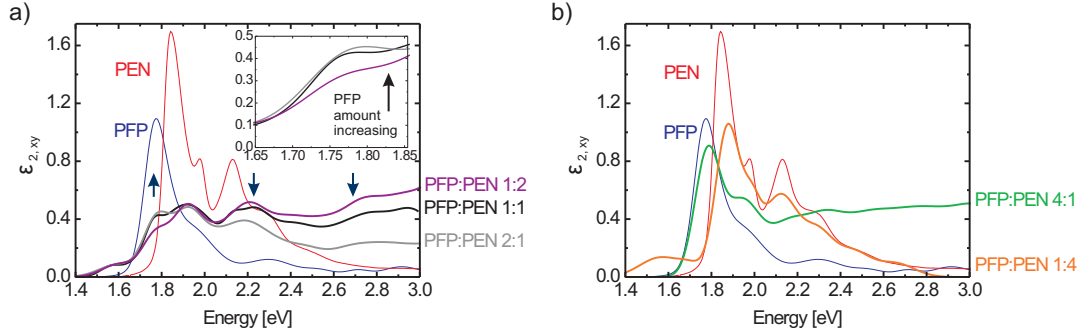 a)
ε2, xy
1.6
1.2
0.8
0.4
0.0
1.4 1.6 1.8 2.0 2.2 2.4 2.6 2.8 3.0
Energy [eV]
PEN
PFP
0.5
0.4
0.3
0.2
0.1
1.65 1.70 1.75 1.80 1.85
PFP
amount
increasing
PFP:PEN 1:2
PFP:PEN 1:1
PFP:PEN 2:1
b)
ε2, xy
1.6
1.2
0.8
0.4
0.0
1.4 1.6 1.8 2.0 2.2 2.4 2.6 2.8 3.0
Energy [eV]
PEN
PFP
PFP:PEN 4:1
PFP:PEN 1:4